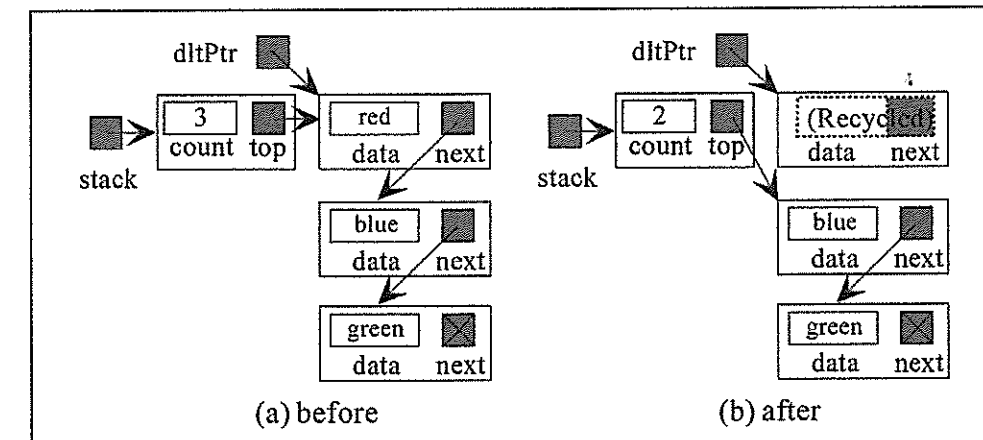 dltPtr
3
count top
stack
red
data next
blue
data next
green
data next
(a) before
dltPtr
2
count top
stack
(Recycled)
data next
blue
data next
green
data next
(b) after